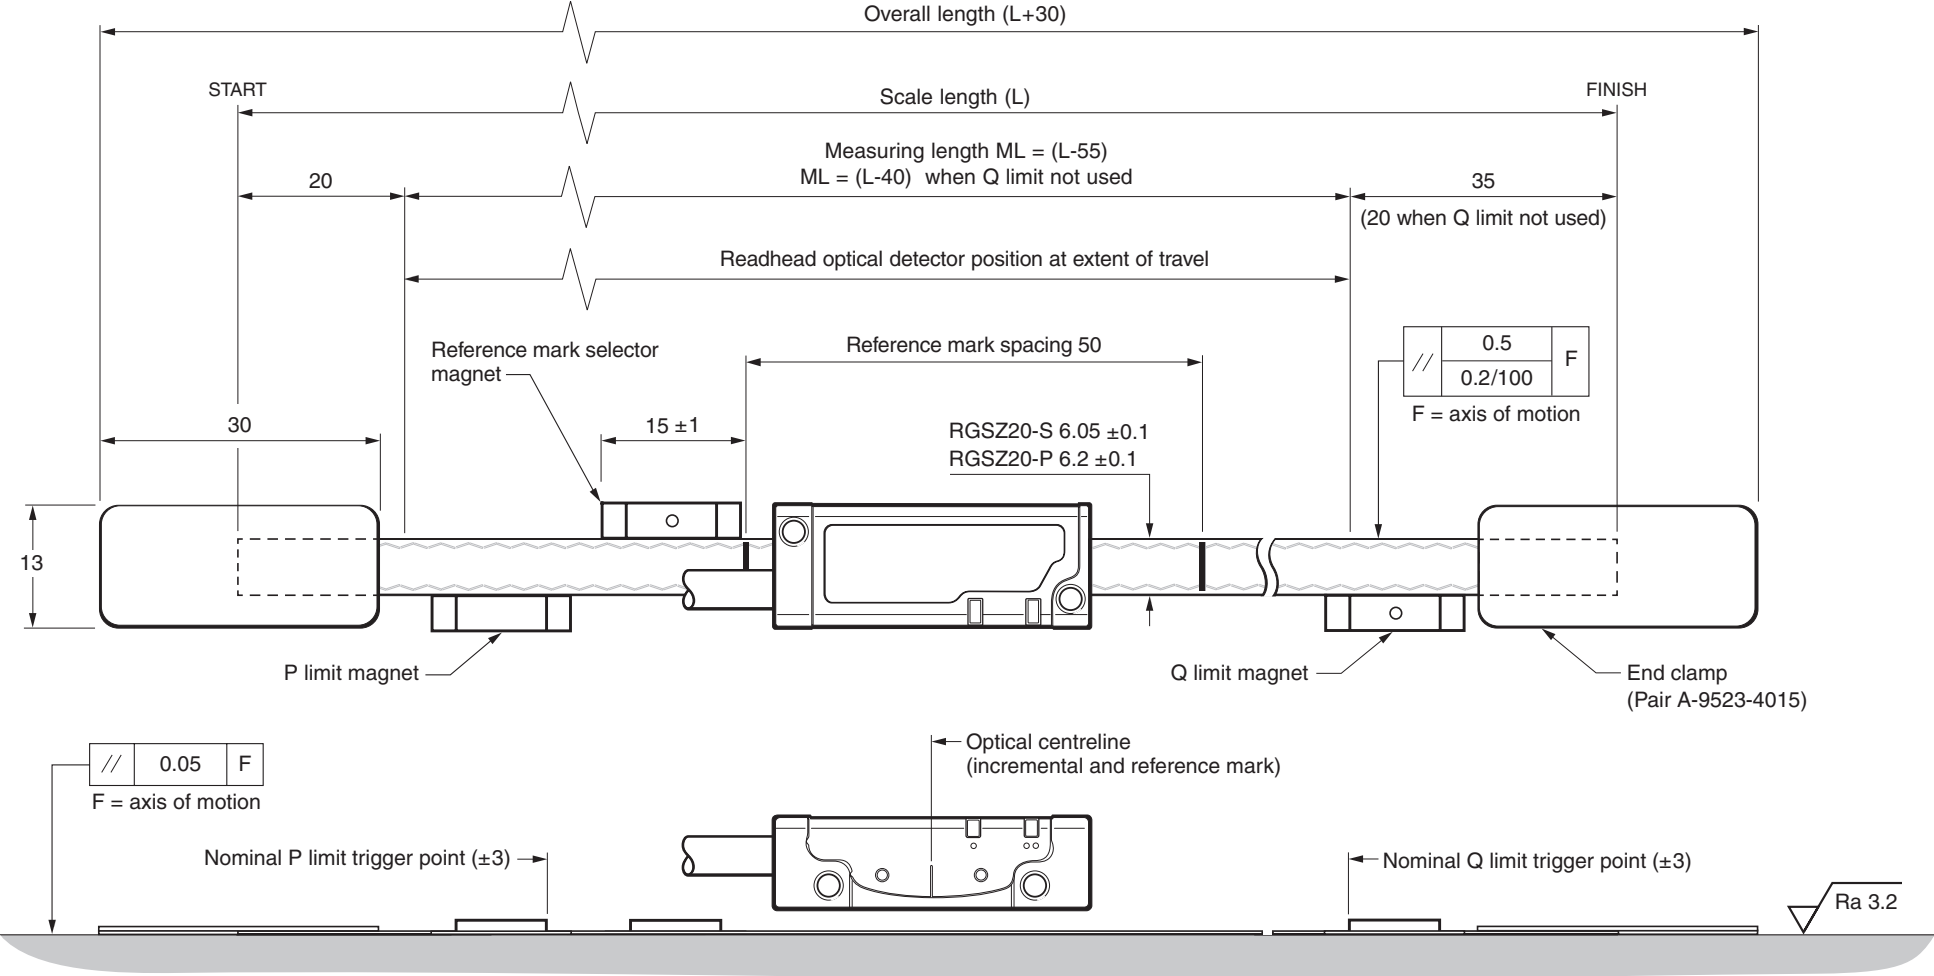 Overall length (L+30)
START
FINISH
Scale length (L)
Measuring length ML = (L-55)
ML = (L-40) when Q limit not used
20
35
(20 when Q limit not used)
Readhead optical detector position at extent of travel
Reference mark selector
magnet
Reference mark spacing 50
//
0.5
0.2/100
F
F = axis of motion
30
15 ±1
RGSZ20-S 6.05 ±0.1
RGSZ20-P 6.2 ±0.1
13
P limit magnet
Q limit magnet
End clamp
(Pair A-9523-4015)
// 0.05 F
F = axis of motion
Optical centreline
(incremental and reference mark)
Nominal P limit trigger point (±3)
Nominal Q limit trigger point (±3)
Ra 3.2